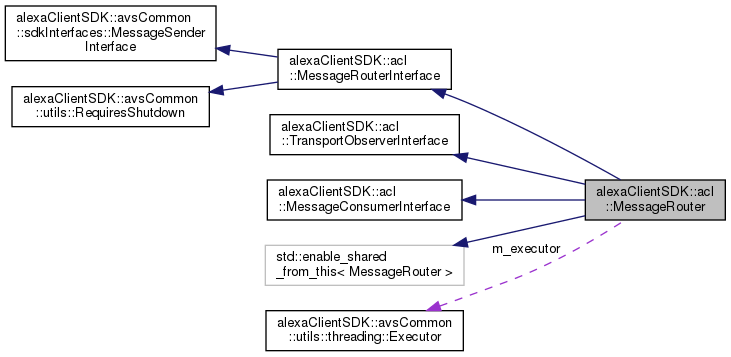 alexaClientSDK::avsCommon
::sdkInterfaces::MessageSender
Interface
alexaClientSDK::avsCommon
::utils::RequiresShutdown
alexaClientSDK::acl
::MessageRouterInterface
alexaClientSDK::acl
::TransportObserverInterface
alexaClientSDK::acl
::MessageConsumerInterface
std::enable_shared
_from_this< MessageRouter >
alexaClientSDK::avsCommon
::utils::threading::Executor
m_executor
alexaClientSDK::acl
::MessageRouter